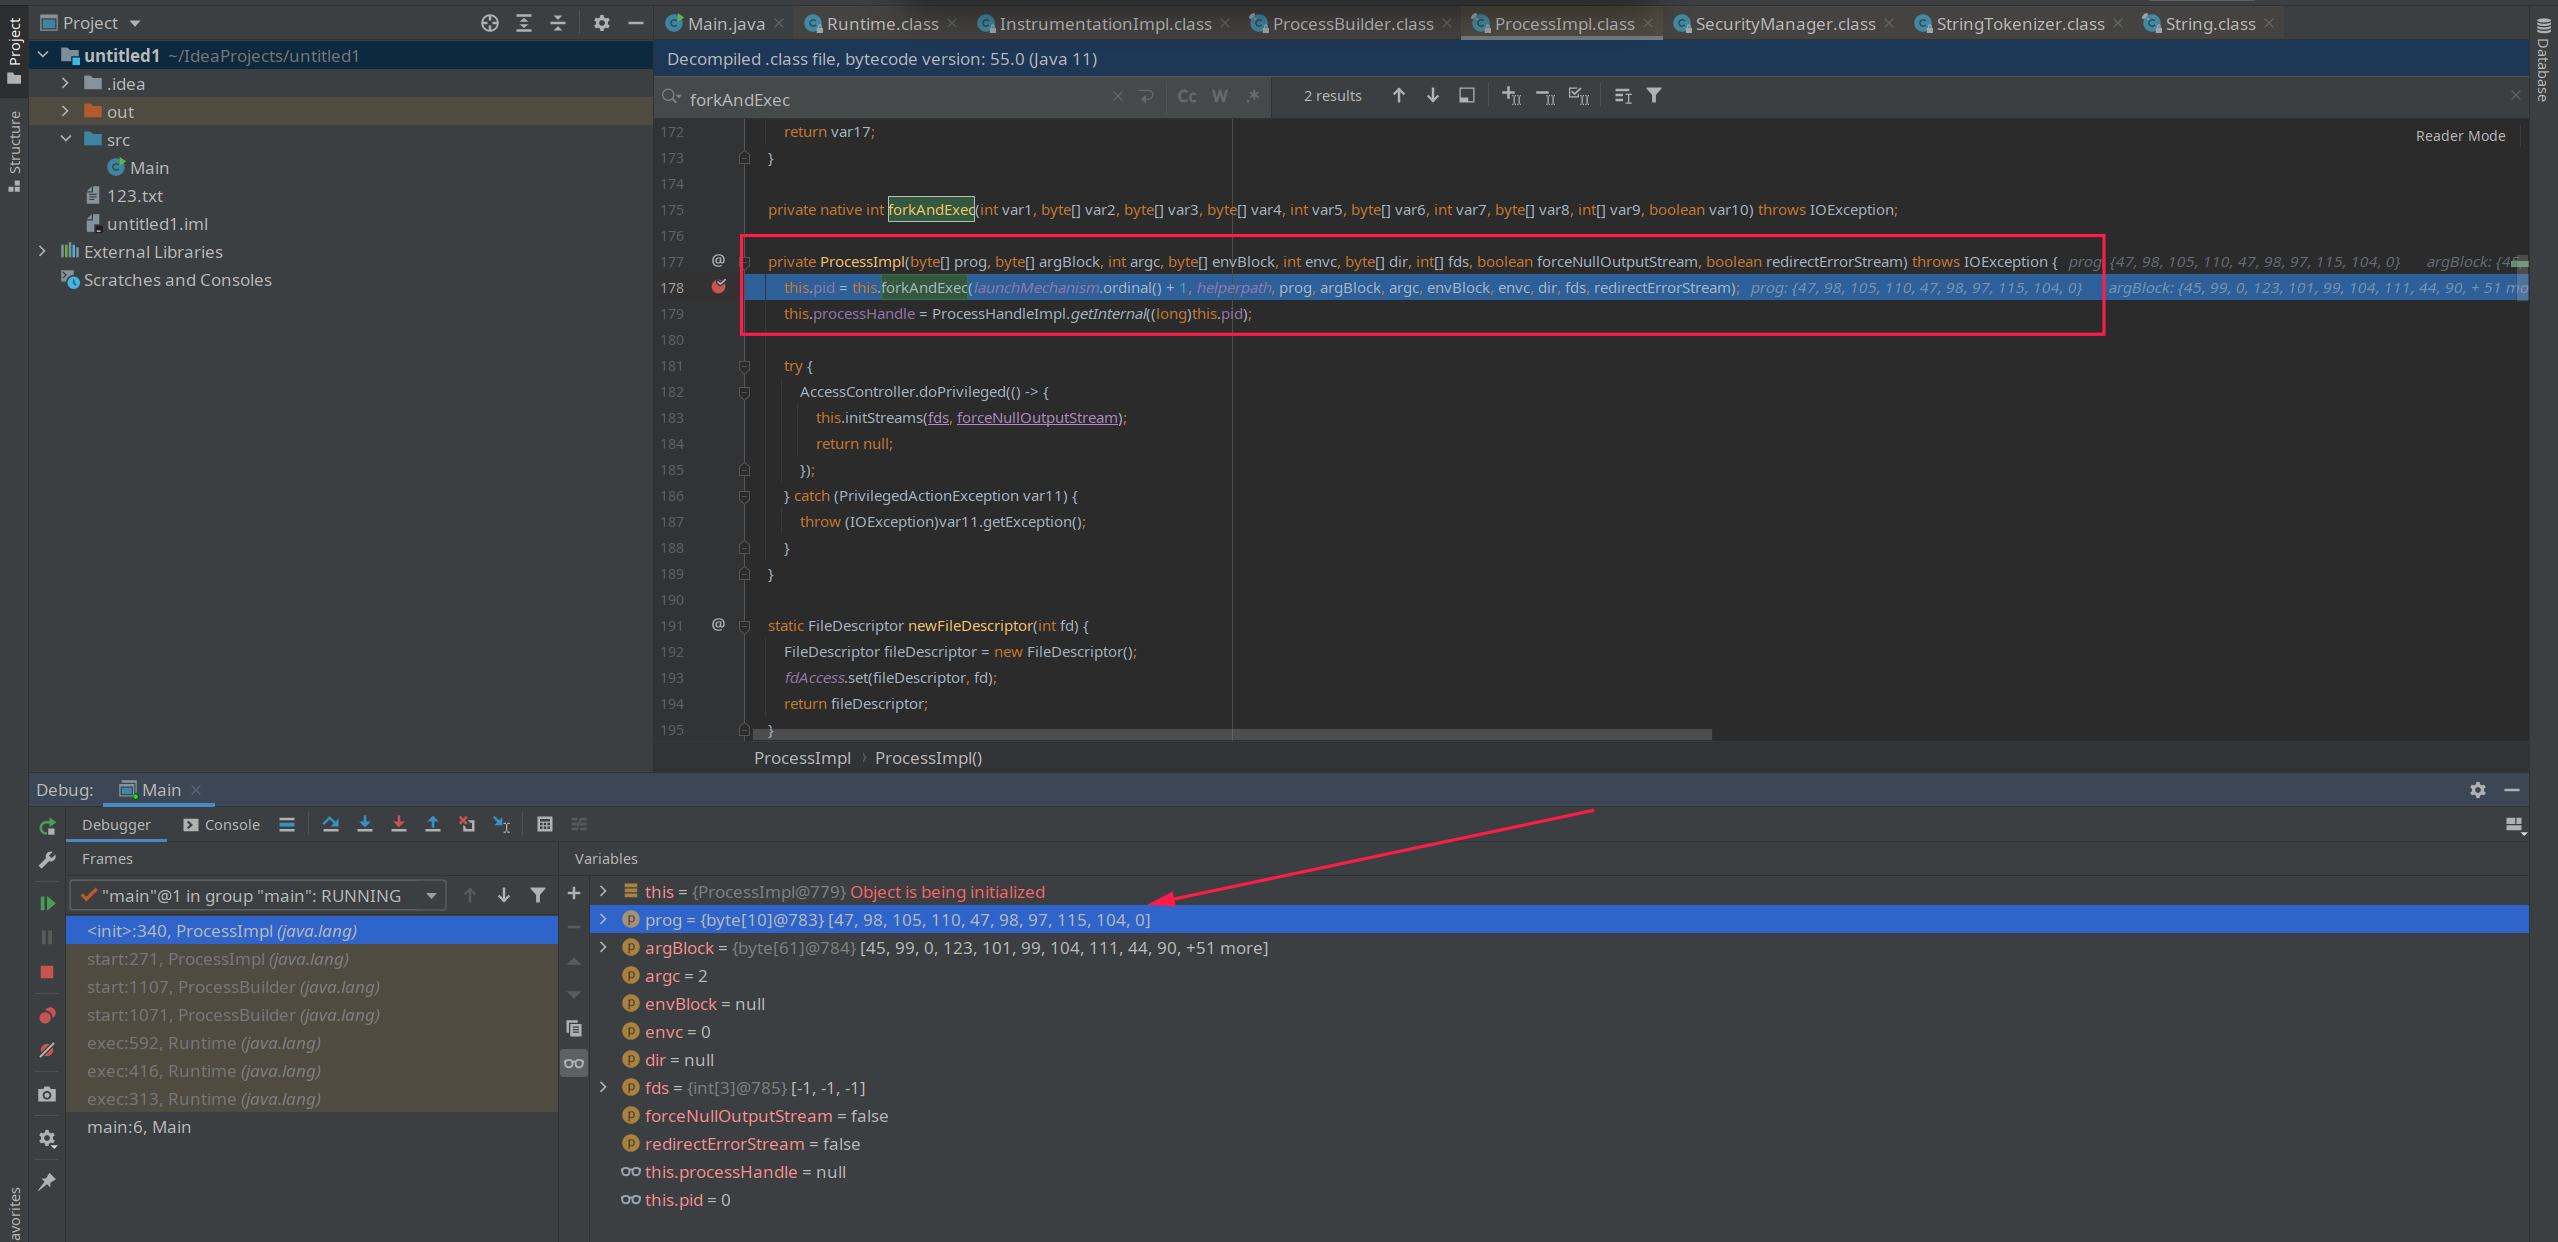 Project
Main.java
Runtime.class
InstrumentationImpl.class
ProcessBuilder.class
ProcessImpl.class
SecurityManager.class
StringTokenizer.class
String.class
Project
Structure
avorites
Database
untitled1 ~/IdeaProjects/untitled1
.idea
out
src
Main
123.txt
untitled1.iml
External Libraries
Scratches and Consoles
Decompiled .class file, bytecode version: 55.0 (Java 11)
forkAndExec
Cc W .*
2 results
Reader Mode
172 return var17;
173 }
174
175 private native int forkAndExec(int var1, byte[] var2, byte[] var3, byte[] var4, int var5, byte[] var6, int var7, byte[] var8, int[] var9, boolean var10) throws IOException;
176
177 @ private ProcessImpl(byte[] prog, byte[] argBlock, int argc, byte[] envBlock, int envc, byte[] dir, int[] fds, boolean forceNullOutputStream, boolean redirectErrorStream) throws IOException { prog: {47, 98, 105, 110, 47, 98, 97, 115, 104, 0} argBlock: {45,
178 this.pid = this.forkAndExec(launchMechanism.ordinal() + 1, helperpath, prog, argBlock, argc, envBlock, envc, dir, fds, redirectErrorStream); prog: {47, 98, 105, 110, 47, 98, 97, 115, 104, 0} argBlock: {45, 99, 0, 123, 101, 99, 104, 111, 44, 90, + 51 mo
179 this.processHandle = ProcessHandleImpl.getInternal((long)this.pid);
180
181 try {
182 AccessController.doPrivileged(() -> {
183 this.initStreams(fds, forceNullOutputStream);
184 return null;
185 });
186 } catch (PrivilegedActionException var11) {
187 throw (IOException)var11.getException();
188 }
189 }
190
191 @ static FileDescriptor newFileDescriptor(int fd) {
192 FileDescriptor fileDescriptor = new FileDescriptor();
193 fdAccess.set(fileDescriptor, fd);
194 return fileDescriptor;
195 }
ProcessImpl › ProcessImpl()
Debug: Main
Debugger Console
Frames
"main"@1 in group "main": RUNNING
<init>:340, ProcessImpl (java.lang)
start:271, ProcessImpl (java.lang)
start:1107, ProcessBuilder (java.lang)
start:1071, ProcessBuilder (java.lang)
exec:592, Runtime (java.lang)
exec:416, Runtime (java.lang)
exec:313, Runtime (java.lang)
main:6, Main
Variables
this = {ProcessImpl@779} Object is being initialized
prog = {byte[10]@783} [47, 98, 105, 110, 47, 98, 97, 115, 104, 0]
argBlock = {byte[61]@784} [45, 99, 0, 123, 101, 99, 104, 111, 44, 90, +51 more]
argc = 2
envBlock = null
envc = 0
dir = null
fds = {int[3]@785} [-1, -1, -1]
forceNullOutputStream = false
redirectErrorStream = false
this.processHandle = null
this.pid = 0